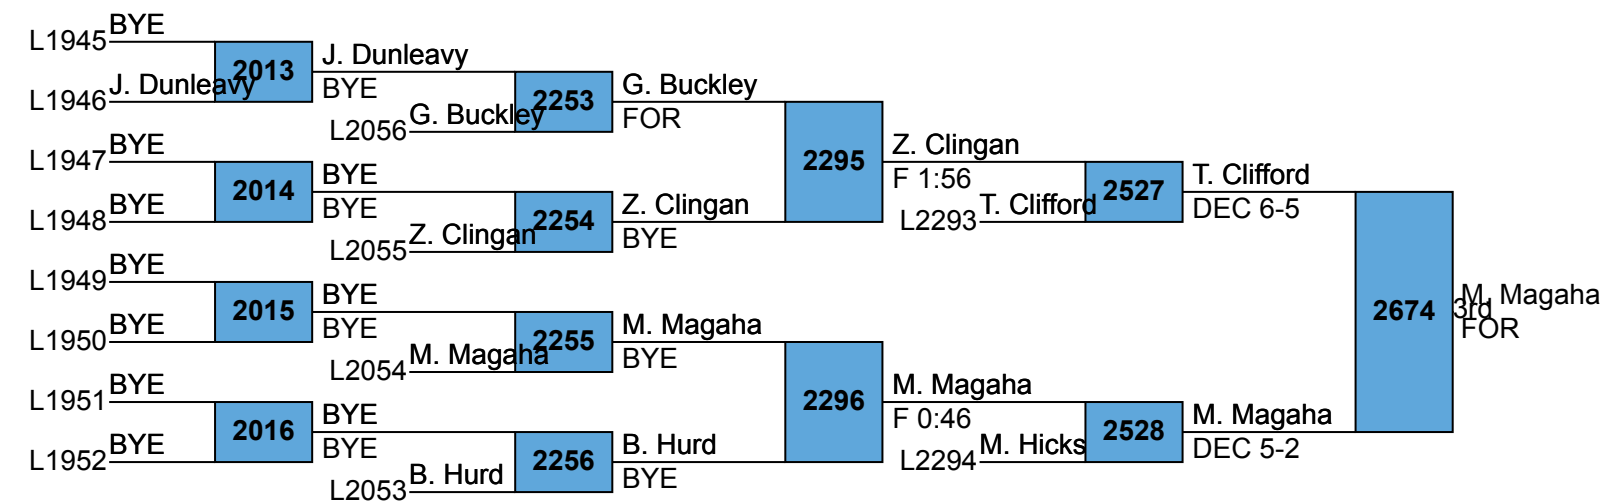 L1945 BYE
2013
L1946 J. Dunleavy
J. Dunleavy
BYE
2253
L2056 G. Buckley
G. Buckley
FOR
L1947 BYE
2014
L1948 BYE
BYE
BYE
2254
L2055 Z. Clingan
Z. Clingan
BYE
2295
Z. Clingan
F 1:56
2527
L2293 T. Clifford
T. Clifford
DEC 6-5
L1949 BYE
2015
L1950 BYE
BYE
BYE
2255
L2054 M. Magaha
M. Magaha
BYE
L1951 BYE
2016
L1952 BYE
BYE
BYE
2256
L2053 B. Hurd
B. Hurd
BYE
2296
M. Magaha
F 0:46
2528
L2294 M. Hicks
M. Magaha
DEC 5-2
2674
M. Magaha
3rd
FOR